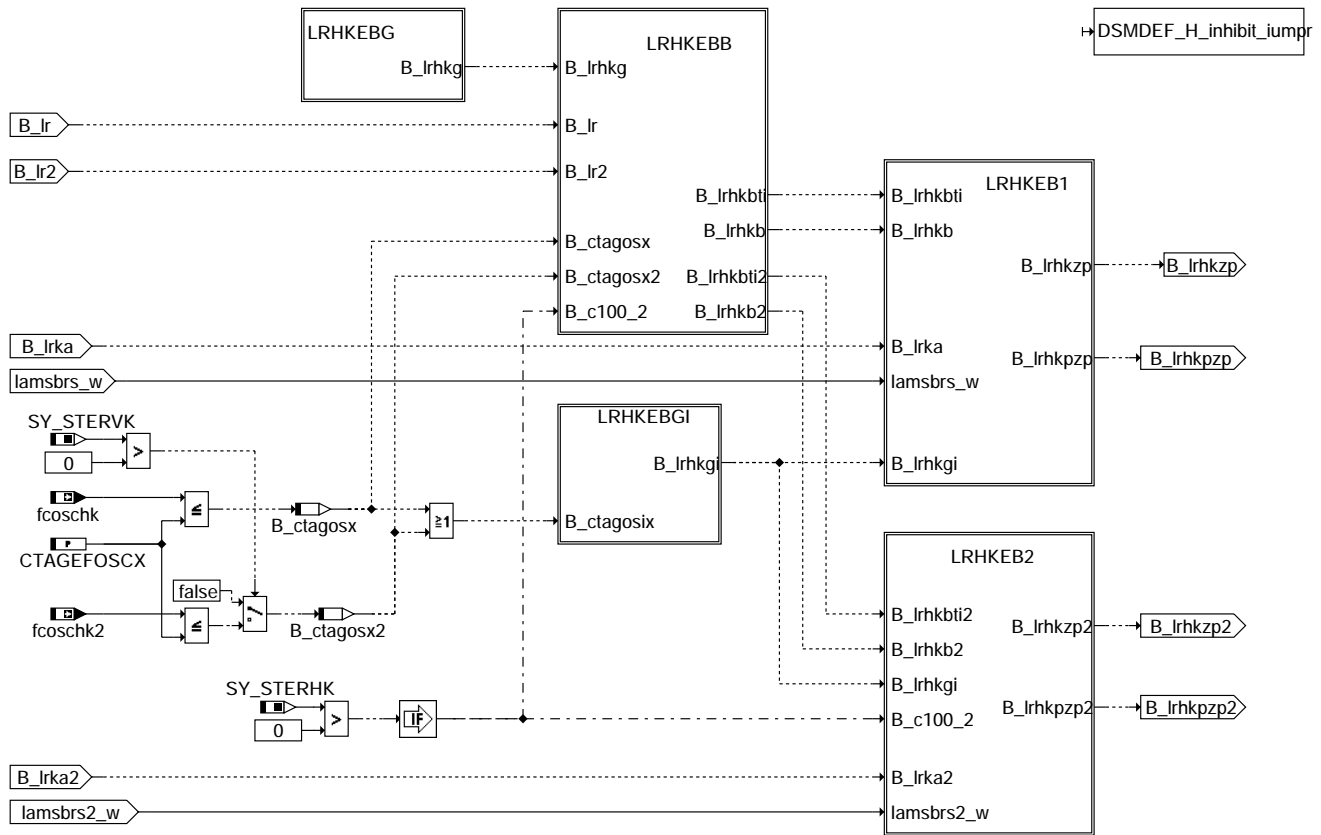 LRHKEBG
B_lrhkg
LRHKEBB
DSMDEF_H_inhibit_iumpr
B_lrhkg
B_lr
B_lr
B_lr2
B_lr2
B_lrhkbti
B_lrhkb
LRHKEB1
B_lrhkbti
B_lrhkb
B_ctagosx
B_ctagosx2
B_lrhkbti2
B_c100_2
B_lrhkb2
B_lrhkzp
B_lrhkzp
B_lrka
B_lrka
B_lrhkpzp
B_lrhkpzp
lamsbrs_w
lamsbrs_w
SY_STERVK
>
0
LRHKEBGI
B_lrhkgi
B_lrhkgi
fcoschk
≤
B_ctagosx
≥1
B_ctagosix
P
CTAGEFOSCX
false
fcoschk2
≤
B_ctagosx2
LRHKEB2
B_lrhkbti2
B_lrhkzp2
B_lrhkzp2
B_lrhkb2
B_lrhkgi
SY_STERHK
>
0
IF
B_c100_2
B_lrhkpzp2
B_lrhkpzp2
B_lrka2
B_lrka2
lamsbrs2_w
lamsbrs2_w